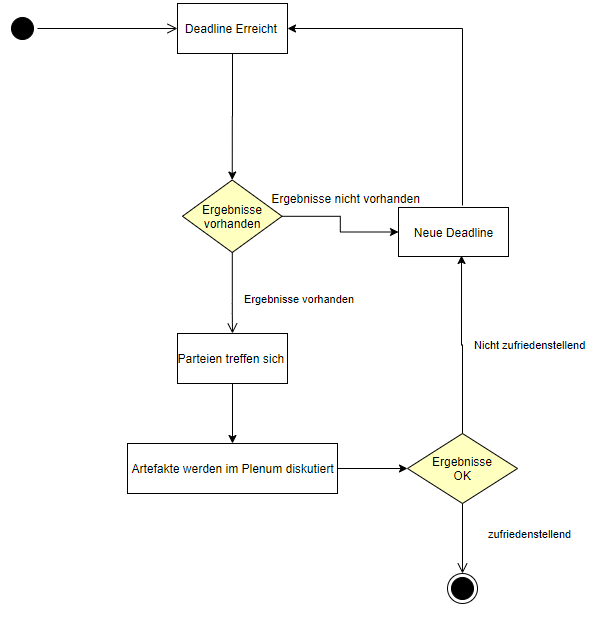 Deadline Erreicht
Ergebnisse
vorhanden
Ergebnisse nicht vorhanden
Neue Deadline
Ergebnisse vorhanden
Parteien treffen sich
Artefakte werden im Plenum diskutiert
Ergebnisse
OK
Nicht zufriedenstellend
zufriedenstellend